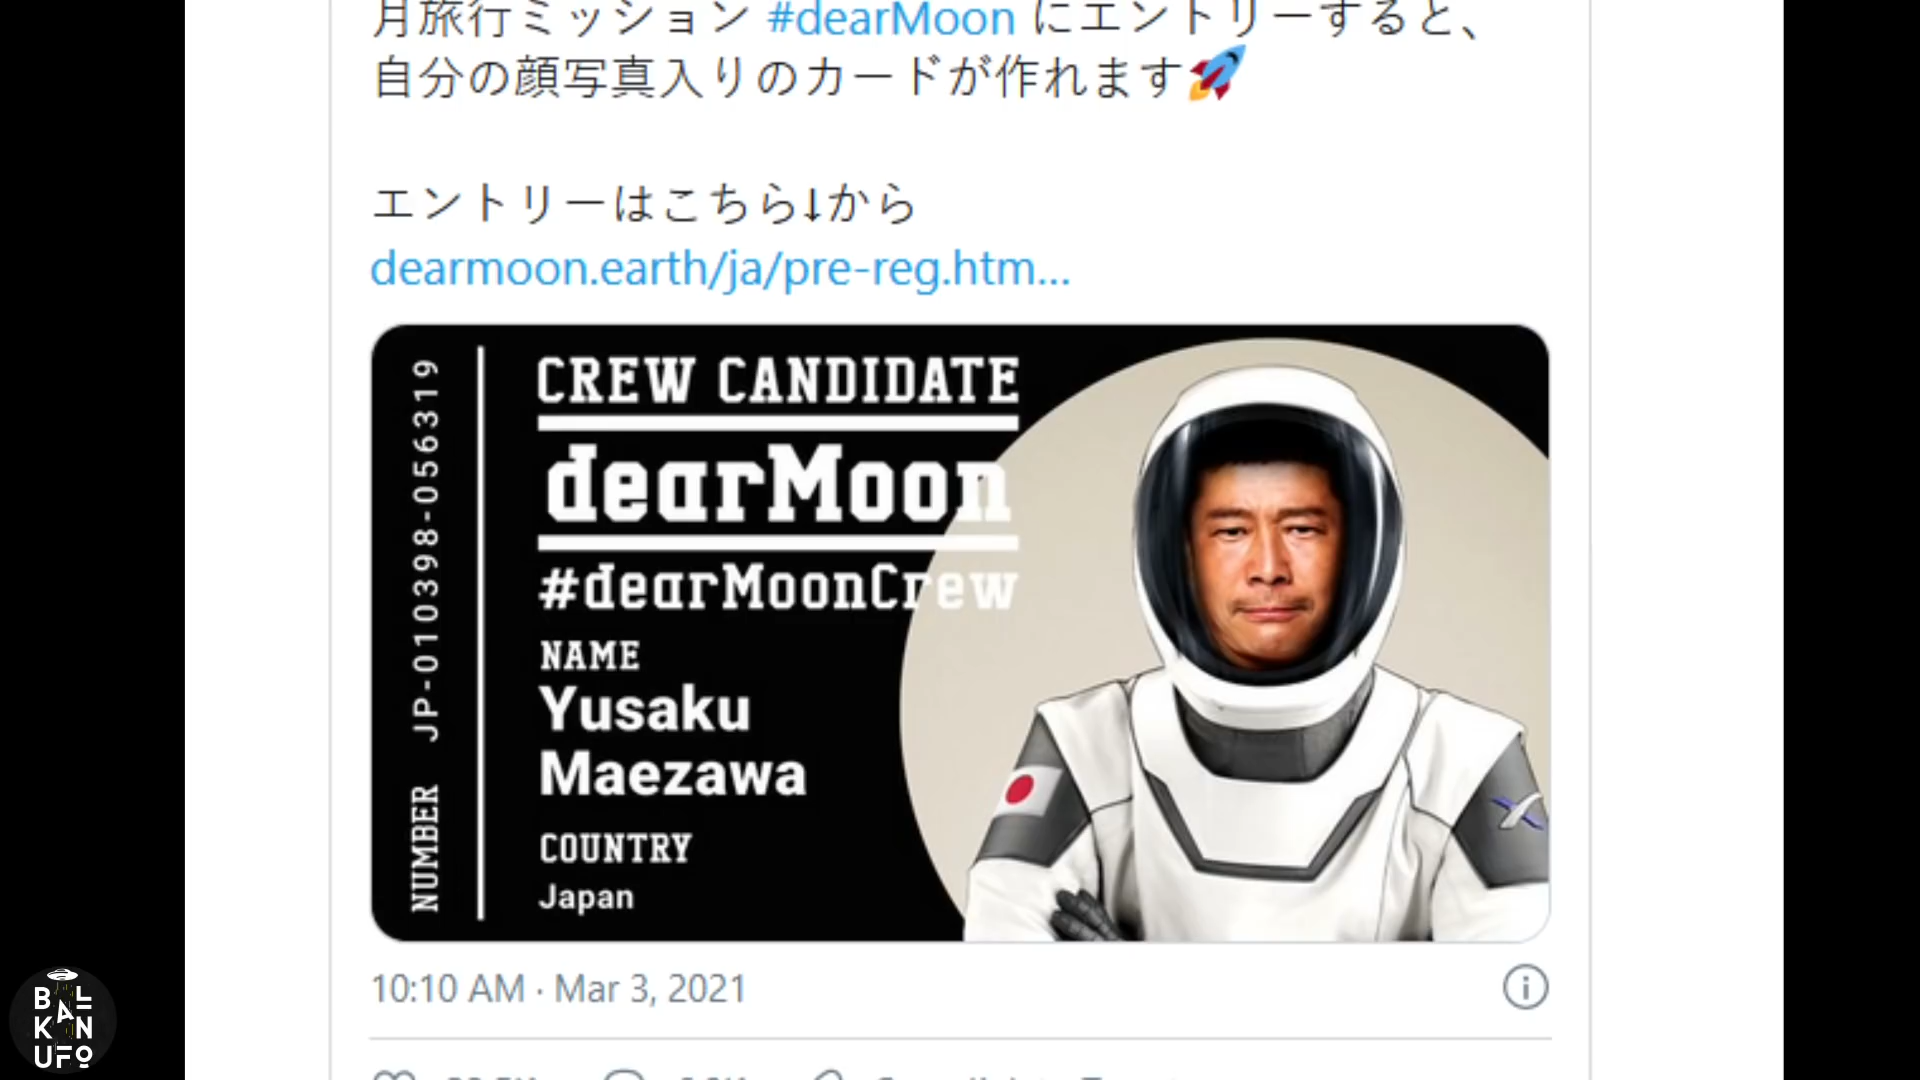 月旅行ミッション #dearMoon にエントリーすると、
自分の顔写真入りのカードが作れます🚀
エントリーはこちら↓から
dearmoon.earth/ja/pre-reg.htm...
NUMBER JP-010398-056319
CREW CANDIDATE
dearMoon
#dearMoonCrew
NAME
Yusaku
Maezawa
COUNTRY
Japan
10:10 AM · Mar 3, 2021
BAL
KAN
UFO